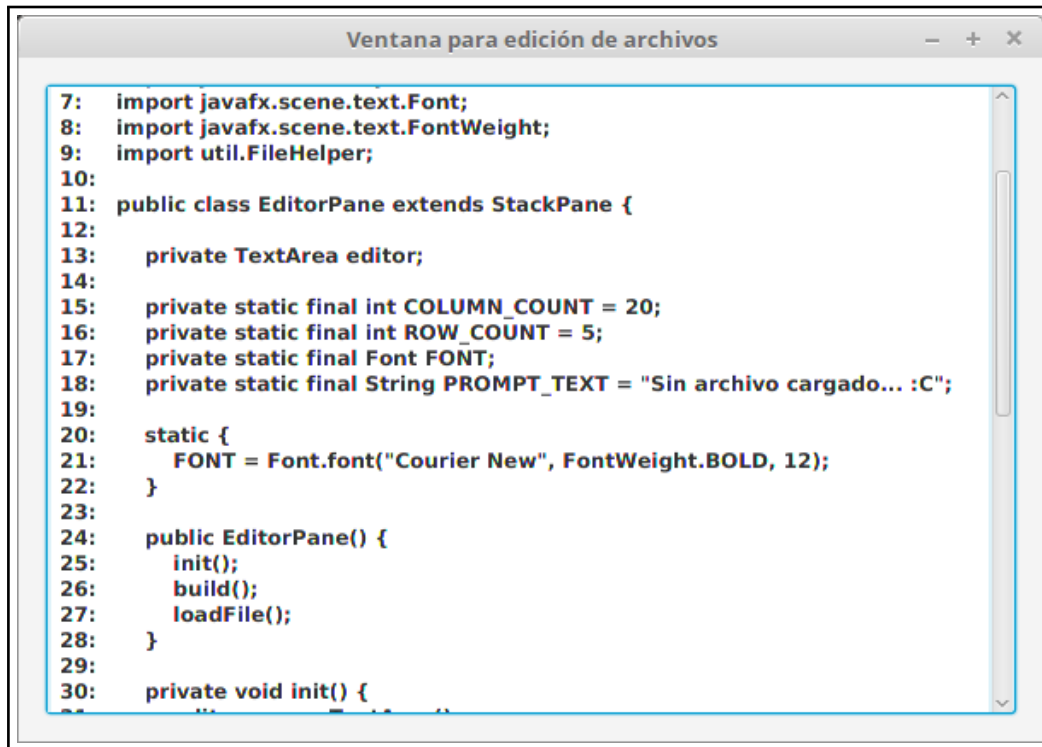 Ventana para edición de archivos
7: import javafx.scene.text.Font;
8: import javafx.scene.text.FontWeight;
9: import util.FileHelper;
10:
11: public class EditorPane extends StackPane {
12:
13: private TextArea editor;
14:
15: private static final int COLUMN_COUNT = 20;
16: private static final int ROW_COUNT = 5;
17: private static final Font FONT;
18: private static final String PROMPT_TEXT = "Sin archivo cargado... :C";
19:
20: static {
21: FONT = Font.font("Courier New", FontWeight.BOLD, 12);
22: }
23:
24: public EditorPane() {
25: init();
26: build();
27: loadFile();
28: }
29:
30: private void init() {